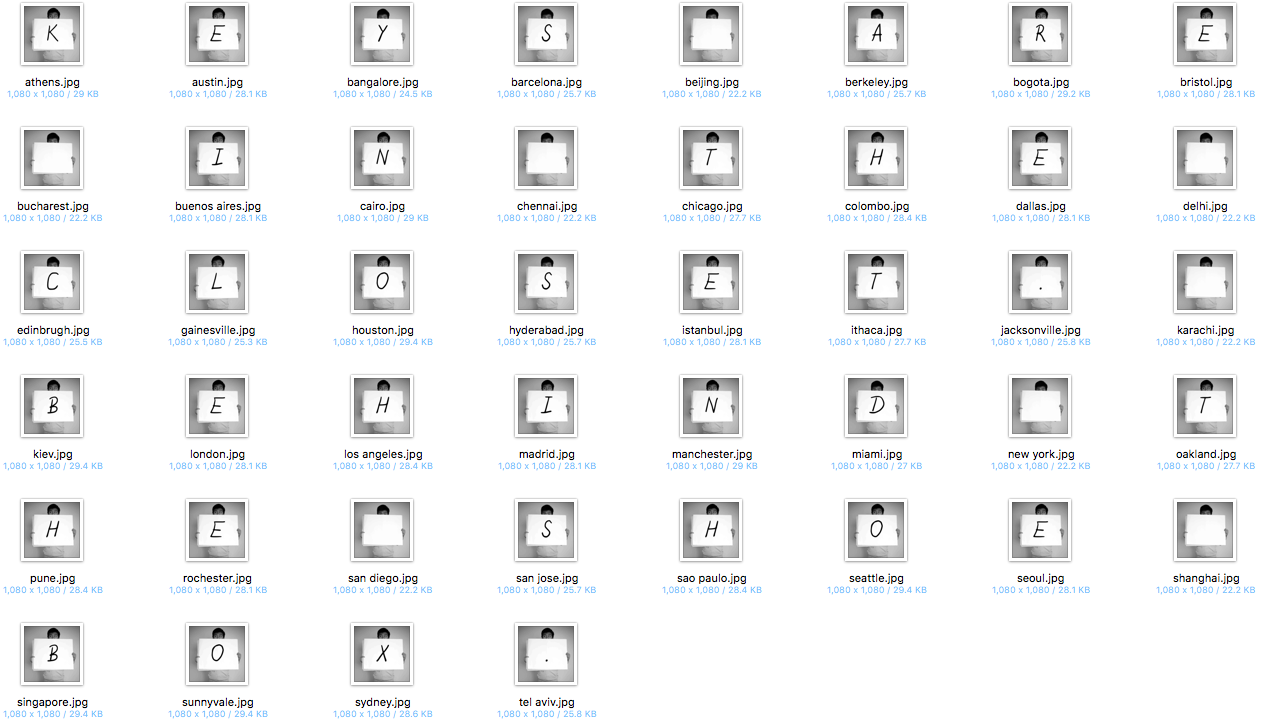 K E Y S A R E
athens.jpg austin.jpg bangalore.jpg barcelona.jpg beijing.jpg berkeley.jpg bogota.jpg bristol.jpg
1,080 x 1,080 / 29 KB 1,080 x 1,080 / 28.1 KB 1,080 x 1,080 / 24.5 KB 1,080 x 1,080 / 25.7 KB 1,080 x 1,080 / 22.2 KB 1,080 x 1,080 / 25.7 KB 1,080 x 1,080 / 29.2 KB 1,080 x 1,080 / 28.1 KB
I N T H E
bucharest.jpg buenos aires.jpg cairo.jpg chennai.jpg chicago.jpg colombo.jpg dallas.jpg delhi.jpg
1,080 x 1,080 / 22.2 KB 1,080 x 1,080 / 28.1 KB 1,080 x 1,080 / 29 KB 1,080 x 1,080 / 22.2 KB 1,080 x 1,080 / 27.7 KB 1,080 x 1,080 / 28.4 KB 1,080 x 1,080 / 28.1 KB 1,080 x 1,080 / 22.2 KB
C L O S E T .
edinbrugh.jpg gainesville.jpg houston.jpg hyderabad.jpg istanbul.jpg ithaca.jpg jacksonville.jpg karachi.jpg
1,080 x 1,080 / 25.5 KB 1,080 x 1,080 / 25.3 KB 1,080 x 1,080 / 29.4 KB 1,080 x 1,080 / 25.7 KB 1,080 x 1,080 / 28.1 KB 1,080 x 1,080 / 27.7 KB 1,080 x 1,080 / 25.8 KB 1,080 x 1,080 / 22.2 KB
B E H I N D T
kiev.jpg london.jpg los angeles.jpg madrid.jpg manchester.jpg miami.jpg new york.jpg oakland.jpg
1,080 x 1,080 / 29.4 KB 1,080 x 1,080 / 28.1 KB 1,080 x 1,080 / 28.4 KB 1,080 x 1,080 / 28.1 KB 1,080 x 1,080 / 29 KB 1,080 x 1,080 / 27 KB 1,080 x 1,080 / 22.2 KB 1,080 x 1,080 / 27.7 KB
H E S H O E
pune.jpg rochester.jpg san diego.jpg san jose.jpg sao paulo.jpg seattle.jpg seoul.jpg shanghai.jpg
1,080 x 1,080 / 28.4 KB 1,080 x 1,080 / 28.1 KB 1,080 x 1,080 / 22.2 KB 1,080 x 1,080 / 25.7 KB 1,080 x 1,080 / 28.4 KB 1,080 x 1,080 / 29.4 KB 1,080 x 1,080 / 28.1 KB 1,080 x 1,080 / 22.2 KB
B O X .
singapore.jpg sunnyvale.jpg sydney.jpg tel aviv.jpg
1,080 x 1,080 / 29.4 KB 1,080 x 1,080 / 29.4 KB 1,080 x 1,080 / 28.6 KB 1,080 x 1,080 / 25.8 KB